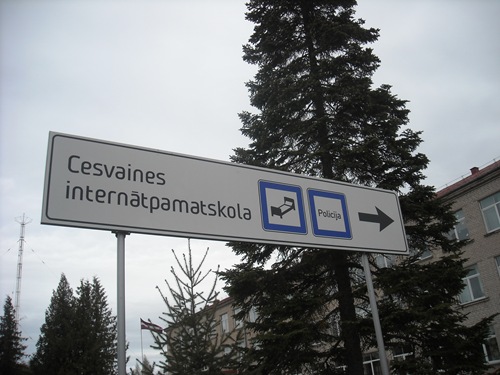 Cesvaines
internātpamatskola
Policija